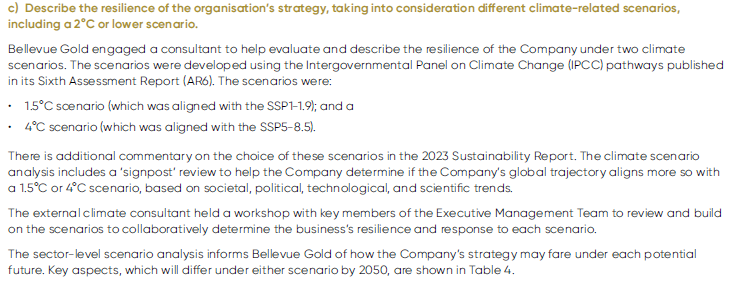 c) Describe the resilience of the organisation's strategy, taking into consideration different climate-related scenarios,
including a 2°C or lower scenario.
Bellevue Gold engaged a consultant to help evaluate and describe the resilience of the Company under two climate
scenarios. The scenarios were developed using the Intergovernmental Panel on Climate Change (IPCC) pathways published
in its Sixth Assessment Report (AR6). The scenarios were:
• 1.5°C scenario (which was aligned with the SSP1-1.9); and a
• 4°C scenario (which was aligned with the SSP5-8.5).
There is additional commentary on the choice of these scenarios in the 2023 Sustainability Report. The climate scenario
analysis includes a 'signpost' review to help the Company determine if the Company's global trajectory aligns more so with
a 1.5°C or 4°C scenario, based on societal, political, technological, and scientific trends.
The external climate consultant held a workshop with key members of the Executive Management Team to review and build
on the scenarios to collaboratively determine the business's resilience and response to each scenario.
The sector-level scenario analysis informs Bellevue Gold of how the Company's strategy may fare under each potential
future. Key aspects, which will differ under either scenario by 2050, are shown in Table 4.